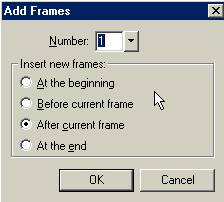 Add Frames
Number: 1
Insert new frames:
At the beginning
Before current frame
After current frame
At the end
OK Cancel